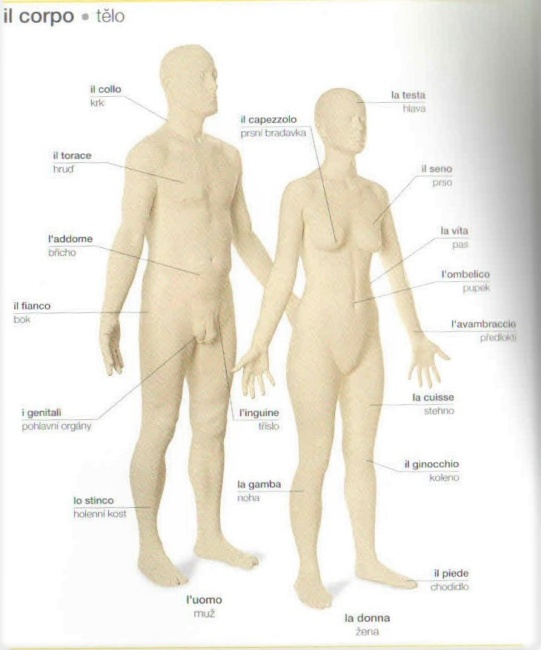 il corpo • tělo
il collo
krk
la testa
hlava
il capezzolo
prsní bradavka
il torace
hruď
il seno
prso
l'addome
břicho
la vita
pas
l'ombelico
pupek
il fianco
bok
l'avambraccio
předloktí
i genitali
pohlavní orgány
l'inguine
tříslo
la cuisse
stehno
il ginocchio
koleno
la gamba
noha
lo stinco
holenní kost
il piede
chodidlo
l'uomo
muž
la donna
žena